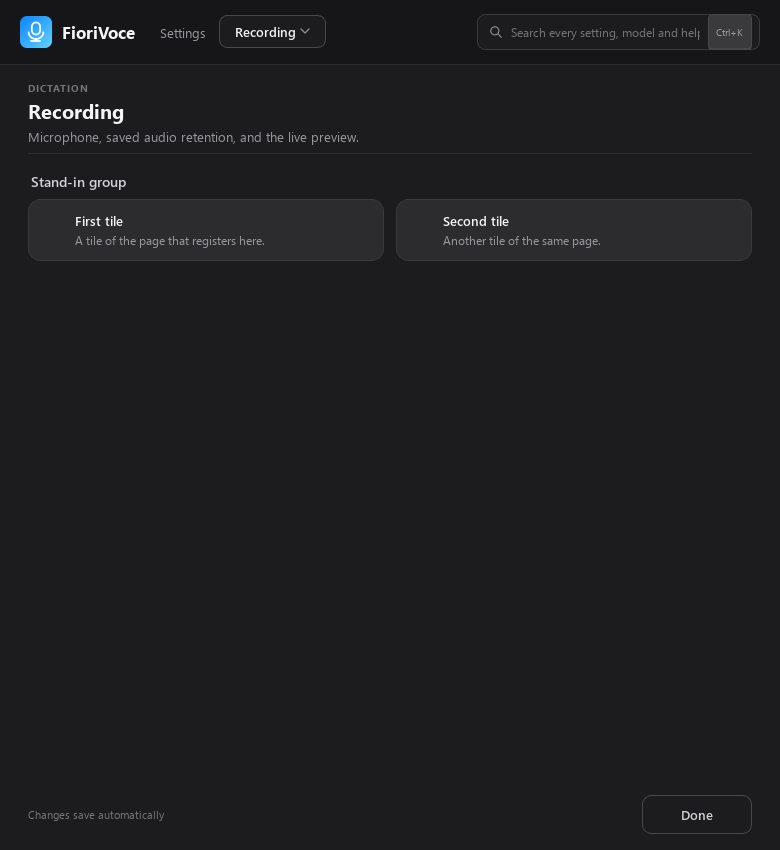 FioriVoce
Settings
Recording
Search every setting, model and help
Ctrl+K
DICTATION
Recording
Microphone, saved audio retention, and the live preview.
Stand-in group
First tile
A tile of the page that registers here.
Second tile
Another tile of the same page.
Changes save automatically
Done